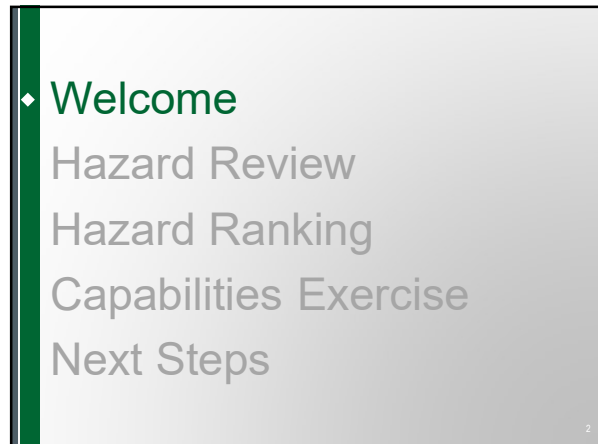 Welcome
Hazard Review
Hazard Ranking
Capabilities Exercise
Next Steps
2